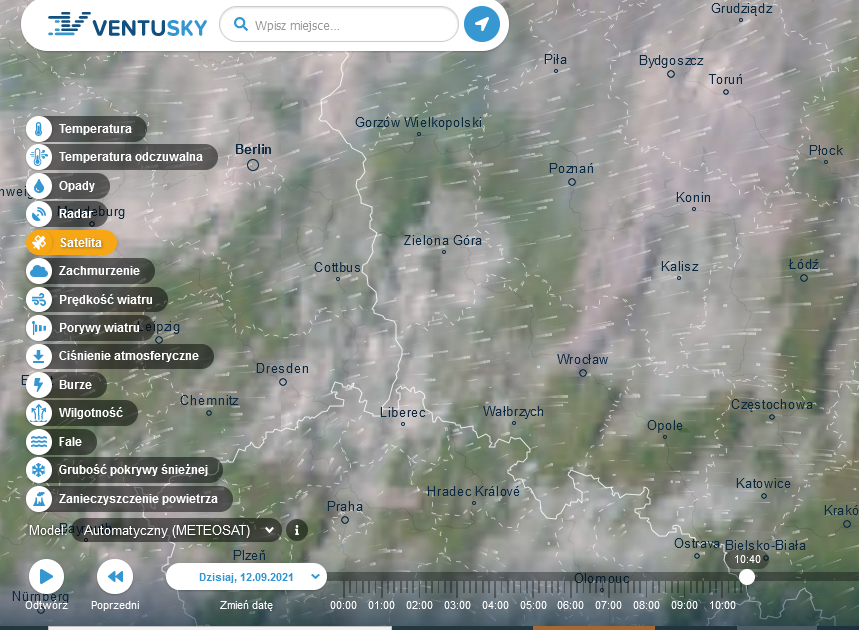 VENTUSKY
Wpisz miejsce...
Grudziądz
Piła
Bydgoszcz
Toruń
Gorzów Wielkopolski
Temperatura
Berlin
Płock
Temperatura odczuwalna
Poznań
Opady
Konin
Radar
Satelita
Zielona Góra
Cottbus
Kalisz
Łódź
Zachmurzenie
Prędkość wiatru
Porywy wiatru
Leipzig
Ciśnienie atmosferyczne
Wrocław
Dresden
Burze
Chemnitz
Wilgotność
Liberec
Wałbrzych
Częstochowa
Opole
Fale
Grubość pokrywy śnieżnej
Katowice
Zanieczyszczenie powietrza
Hradec Králové
Praha
Model:
Automatyczny (METEOSAT)
i
Ostrava
Bielsko-Biała
Plzeň
10:40
Olomouc
Dzisiaj, 12.09.2021
Nürnberg
Odtwórz
Poprzedni
Zmień datę
00:00 01:00 02:00 03:00 04:00 05:00 06:00 07:00 08:00 09:00 10:00